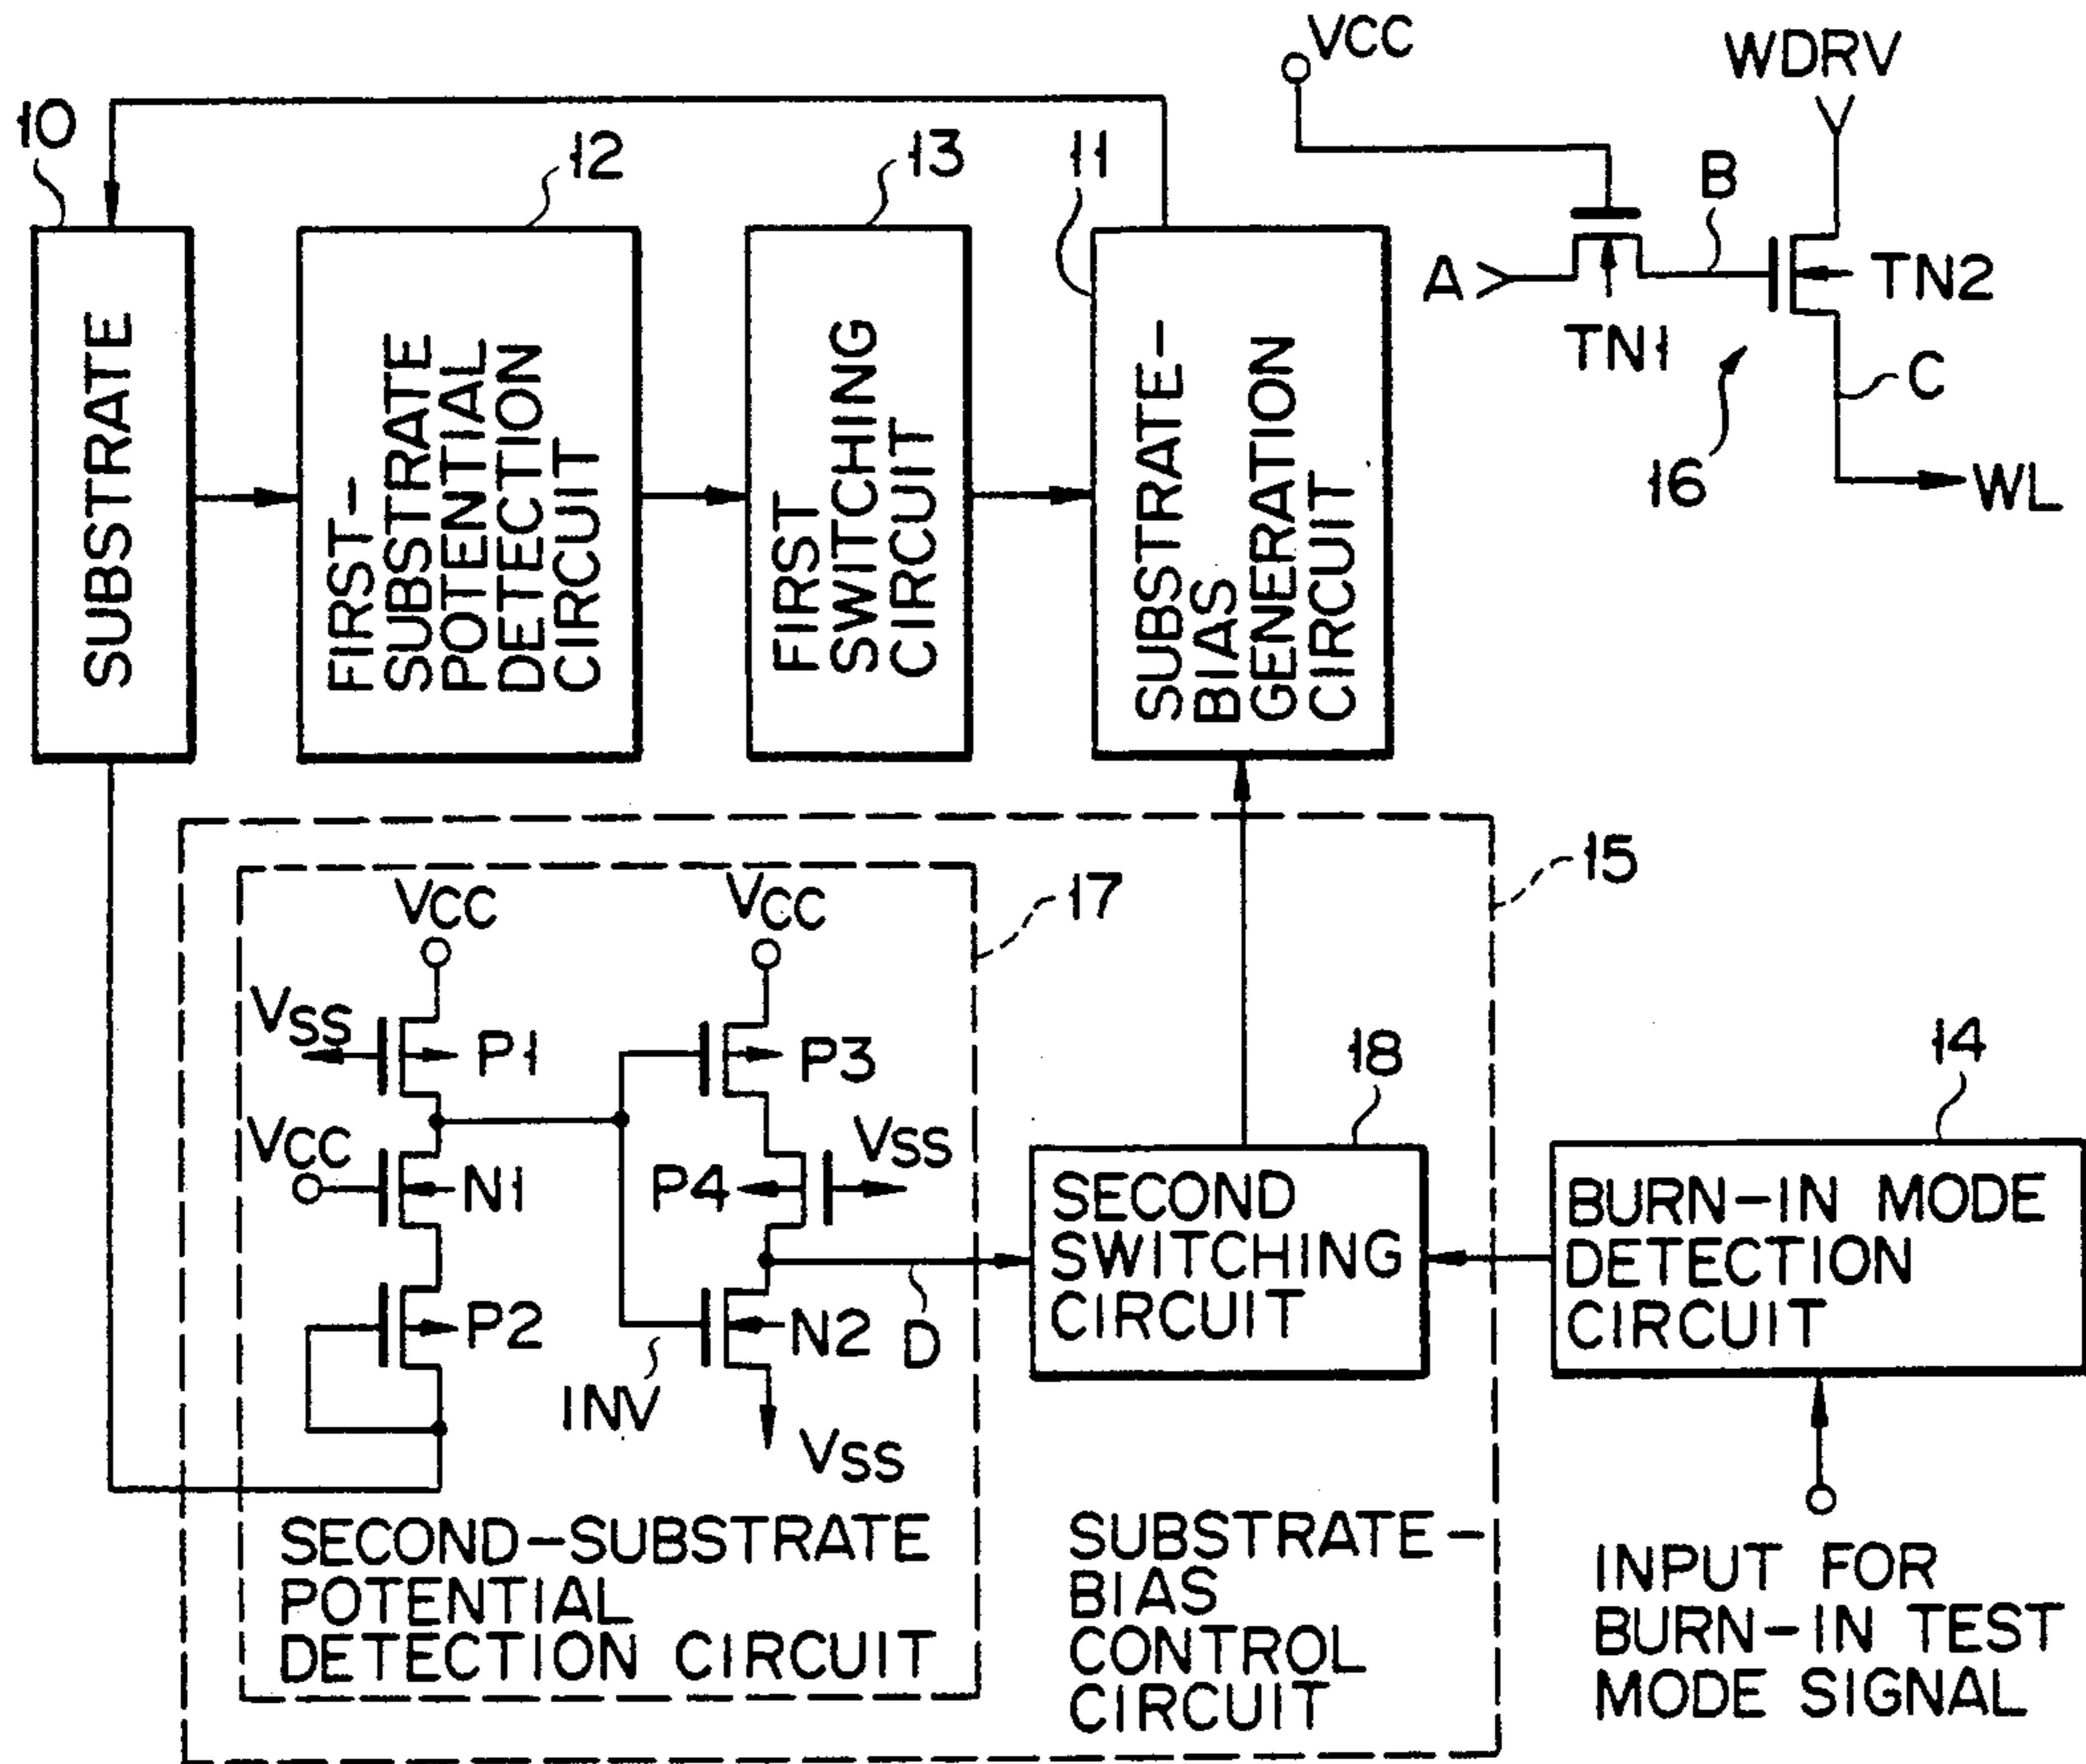 VCC
WDRV
10
12
13
11
B
A
TN2
TN1
C
16
WL
SUBSTRATE
FIRST-
SUBSTRATE
POTENTIAL
DETECTION
CIRCUIT
FIRST
SWITCHING
CIRCUIT
SUBSTRATE-
BIAS
GENERATION
CIRCUIT
15
17
VCC
VCC
VSS
P1
P3
18
14
VCC
N1
P4
VSS
SECOND
SWITCHING
CIRCUIT
BURN-IN MODE
DETECTION
CIRCUIT
P2
N2
D
INV
VSS
SECOND-SUBSTRATE
POTENTIAL
DETECTION CIRCUIT
SUBSTRATE-
BIAS
CONTROL
CIRCUIT
INPUT FOR
BURN-IN TEST
MODE SIGNAL